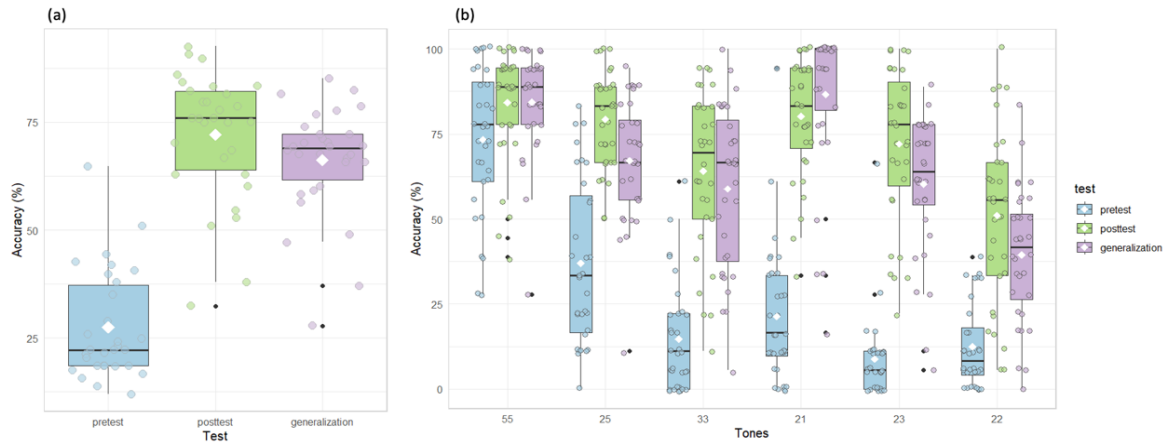 (a)
(b)
Accuracy (%)
75
50
25
pretest
posttest
generalization
Test
Accuracy (%)
100
75
50
25
0
55
25
33
21
23
22
Tones
test
pretest
posttest
generalization